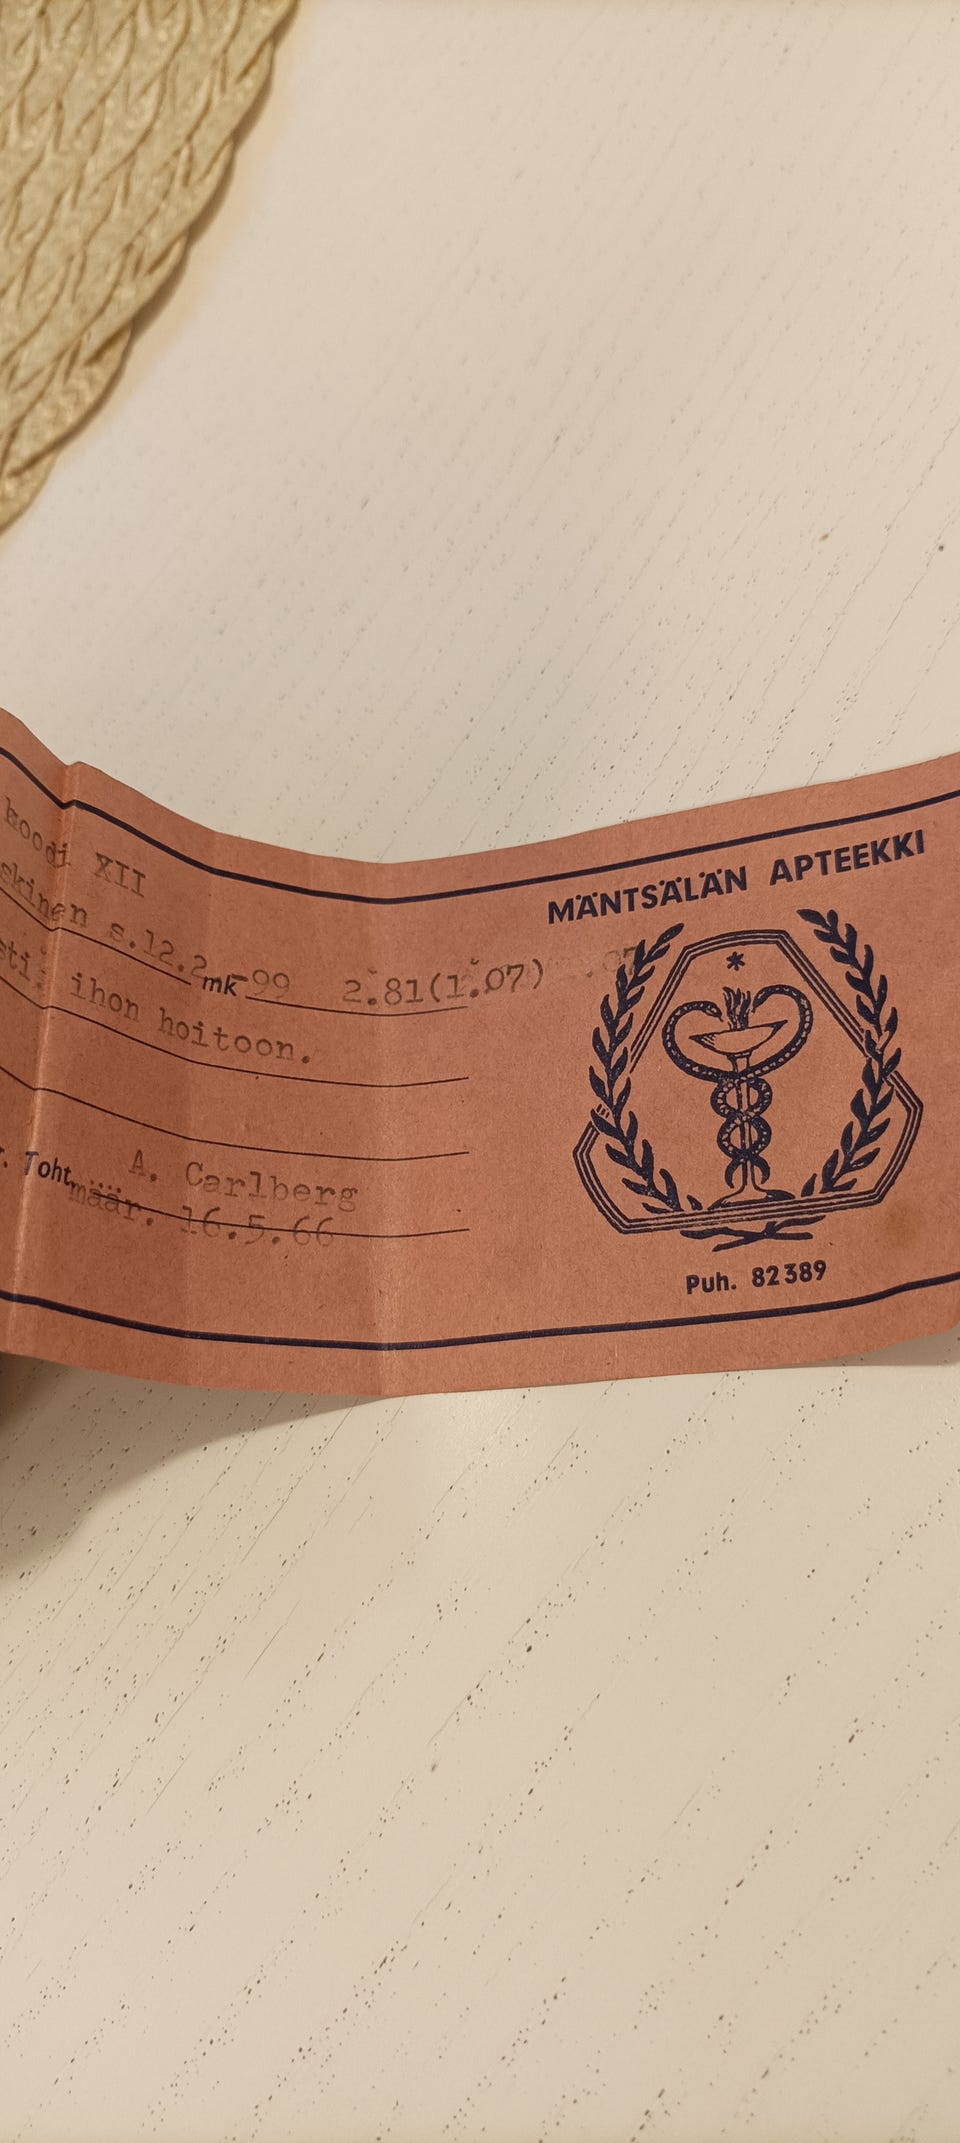 koodi XII
skinen s.12.2 mk -99 2.81(1.07)
sti ihon hoitoon.
r. Toht. A. Carlberg
määr. 16.5.66
MÄNTSÄLÄN APTEEKKI
Puh. 82389